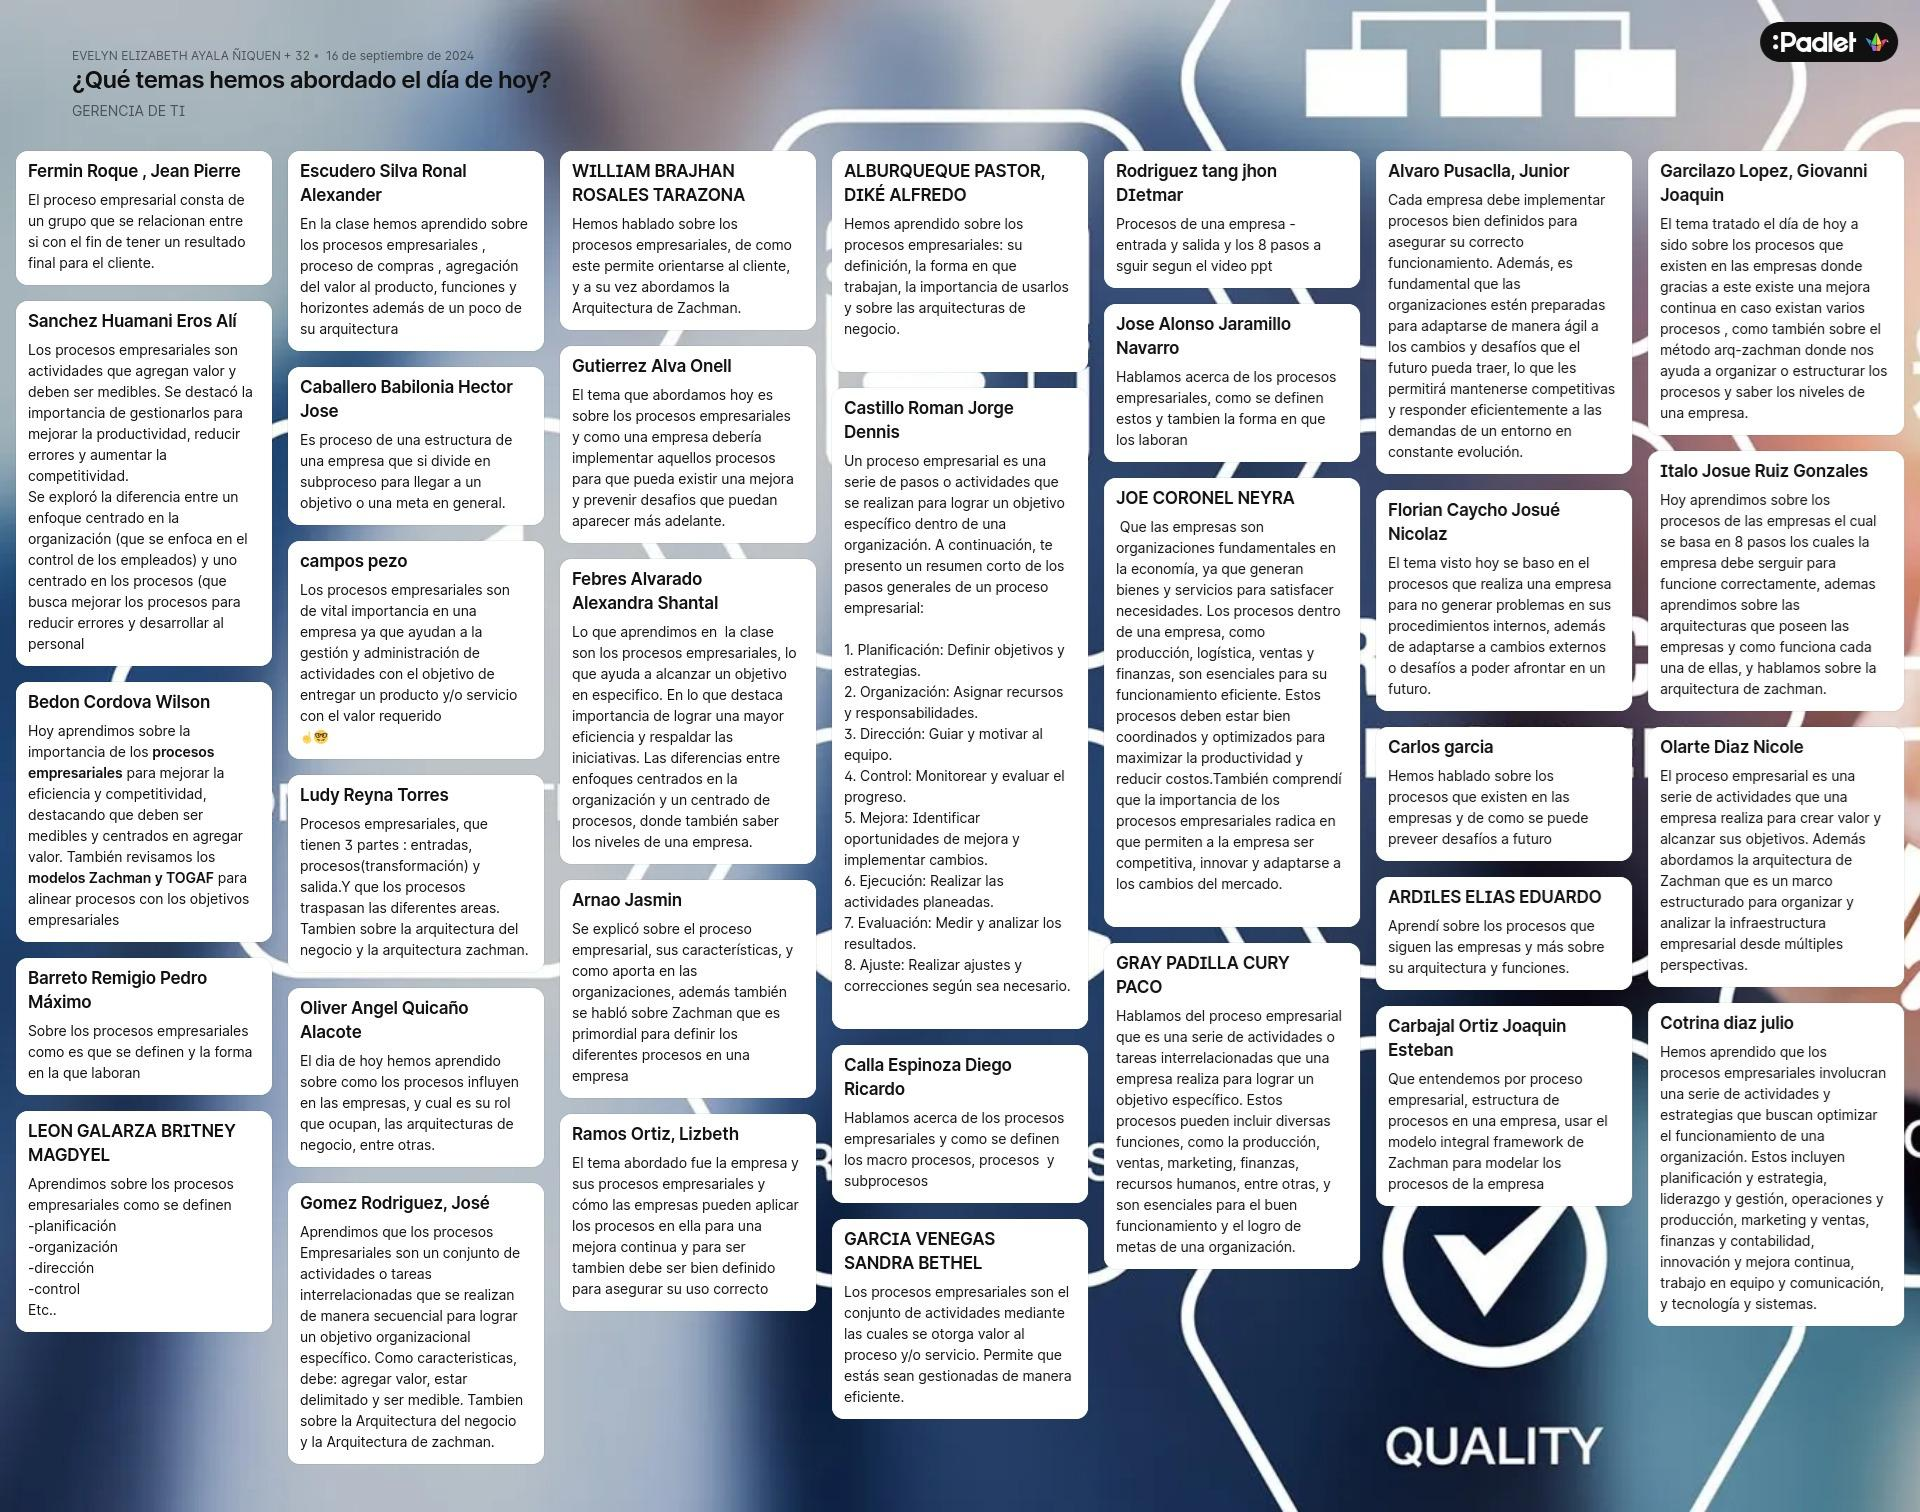 EVELYN ELIZABETH AYALA ÑIQUEN + 32 • 16 de septiembre de 2024
¿Qué temas hemos abordado el día de hoy?
GERENCIA DE TI
:Padlet
Fermin Roque , Jean Pierre
El proceso empresarial consta de
un grupo que se relacionan entre
si con el fin de tener un resultado
final para el cliente.
Sanchez Huamani Eros Alí
Los procesos empresariales son
actividades que agregan valor y
deben ser medibles. Se destacó la
importancia de gestionarlos para
mejorar la productividad, reducir
errores y aumentar la
competitividad.
Se exploró la diferencia entre un
enfoque centrado en la
organización (que se enfoca en el
control de los empleados) y uno
centrado en los procesos (que
busca mejorar los procesos para
reducir errores y desarrollar al
personal
Bedon Cordova Wilson
Hoy aprendimos sobre la
importancia de los procesos
empresariales para mejorar la
eficiencia y competitividad,
destacando que deben ser
medibles y centrados en agregar
valor. También revisamos los
modelos Zachman y TOGAF para
alinear procesos con los objetivos
empresariales
Barreto Remigio Pedro
Máximo
Sobre los procesos empresariales
como es que se definen y la forma
en la que laboran
LEON GALARZA BRITNEY
MAGDYEL
Aprendimos sobre los procesos
empresariales como se definen
-planificación
-organización
-dirección
-control
Etc..
Escudero Silva Ronal
Alexander
En la clase hemos aprendido sobre
los procesos empresariales ,
proceso de compras , agregación
del valor al producto, funciones y
horizontes además de un poco de
su arquitectura
Caballero Babilonia Hector
Jose
Es proceso de una estructura de
una empresa que si divide en
subproceso para llegar a un
objetivo o una meta en general.
campos pezo
Los procesos empresariales son
de vital importancia en una
empresa ya que ayudan a la
gestión y administración de
actividades con el objetivo de
entregar un producto y/o servicio
con el valor requerido
☝🤓
Ludy Reyna Torres
Procesos empresariales, que
tienen 3 partes : entradas,
procesos(transformación) y
salida.Y que los procesos
traspasan las diferentes areas.
Tambien sobre la arquitectura del
negocio y la arquitectura zachman.
Oliver Angel Quicaño
Alacote
El dia de hoy hemos aprendido
sobre como los procesos influyen
en las empresas, y cual es su rol
que ocupan, las arquitecturas de
negocio, entre otras.
Gomez Rodriguez, José
Aprendimos que los procesos
Empresariales son un conjunto de
actividades o tareas
interrelacionadas que se realizan
de manera secuencial para lograr
un objetivo organizacional
específico. Como caracteristicas,
debe: agregar valor, estar
delimitado y ser medible. Tambien
sobre la Arquitectura del negocio
y la Arquitectura de zachman.
WILLIAM BRAJHAN
ROSALES TARAZONA
Hemos hablado sobre los
procesos empresariales, de como
este permite orientarse al cliente,
y a su vez abordamos la
Arquitectura de Zachman.
Gutierrez Alva Onell
El tema que abordamos hoy es
sobre los procesos empresariales
y como una empresa debería
implementar aquellos procesos
para que pueda existir una mejora
y prevenir desafios que puedan
aparecer más adelante.
Febres Alvarado
Alexandra Shantal
Lo que aprendimos en  la clase
son los procesos empresariales, lo
que ayuda a alcanzar un objetivo
en especifico. En lo que destaca
importancia de lograr una mayor
eficiencia y respaldar las
iniciativas. Las diferencias entre
enfoques centrados en la
organización y un centrado de
procesos, donde también saber
los niveles de una empresa.
Arnao Jasmin
Se explicó sobre el proceso
empresarial, sus características, y
como aporta en las
organizaciones, además también
se habló sobre Zachman que es
primordial para definir los
diferentes procesos en una
empresa
Ramos Ortiz, Lizbeth
El tema abordado fue la empresa y
sus procesos empresariales y
cómo las empresas pueden aplicar
los procesos en ella para una
mejora continua y para ser
tambien debe ser bien definido
para asegurar su uso correcto
ALBURQUEQUE PASTOR,
DIKÉ ALFREDO
Hemos aprendido sobre los
procesos empresariales: su
definición, la forma en que
trabajan, la importancia de usarlos
y sobre las arquitecturas de
negocio.
Castillo Roman Jorge
Dennis
Un proceso empresarial es una
serie de pasos o actividades que
se realizan para lograr un objetivo
específico dentro de una
organización. A continuación, te
presento un resumen corto de los
pasos generales de un proceso
empresarial:
1. Planificación: Definir objetivos y
estrategias.
2. Organización: Asignar recursos
y responsabilidades.
3. Dirección: Guiar y motivar al
equipo.
4. Control: Monitorear y evaluar el
progreso.
5. Mejora: Identificar
oportunidades de mejora y
implementar cambios.
6. Ejecución: Realizar las
actividades planeadas.
7. Evaluación: Medir y analizar los
resultados.
8. Ajuste: Realizar ajustes y
correcciones según sea necesario.
Calla Espinoza Diego
Ricardo
Hablamos acerca de los procesos
empresariales y como se definen
los macro procesos, procesos  y
subprocesos
GARCIA VENEGAS
SANDRA BETHEL
Los procesos empresariales son el
conjunto de actividades mediante
las cuales se otorga valor al
proceso y/o servicio. Permite que
estás sean gestionadas de manera
eficiente.
Rodriguez tang jhon
DIetmar
Procesos de una empresa -
entrada y salida y los 8 pasos a
sguir segun el video ppt
Jose Alonso Jaramillo
Navarro
Hablamos acerca de los procesos
empresariales, como se definen
estos y tambien la forma en que
los laboran
JOE CORONEL NEYRA
Que las empresas son
organizaciones fundamentales en
la economía, ya que generan
bienes y servicios para satisfacer
necesidades. Los procesos dentro
de una empresa, como
producción, logística, ventas y
finanzas, son esenciales para su
funcionamiento eficiente. Estos
procesos deben estar bien
coordinados y optimizados para
maximizar la productividad y
reducir costos.También comprendí
que la importancia de los
procesos empresariales radica en
que permiten a la empresa ser
competitiva, innovar y adaptarse a
los cambios del mercado.
GRAY PADILLA CURY
PACO
Hablamos del proceso empresarial
que es una serie de actividades o
tareas interrelacionadas que una
empresa realiza para lograr un
objetivo específico. Estos
procesos pueden incluir diversas
funciones, como la producción,
ventas, marketing, finanzas,
recursos humanos, entre otras, y
son esenciales para el buen
funcionamiento y el logro de
metas de una organización.
Alvaro Pusaclla, Junior
Cada empresa debe implementar
procesos bien definidos para
asegurar su correcto
funcionamiento. Además, es
fundamental que las
organizaciones estén preparadas
para adaptarse de manera ágil a
los cambios y desafíos que el
futuro pueda traer, lo que les
permitirá mantenerse competitivas
y responder eficientemente a las
demandas de un entorno en
constante evolución.
Florian Caycho Josué
Nicolaz
El tema visto hoy se baso en el
procesos que realiza una empresa
para no generar problemas en sus
procedimientos internos, además
de adaptarse a cambios externos
o desafíos a poder afrontar en un
futuro.
Carlos garcia
Hemos hablado sobre los
procesos que existen en las
empresas y de como se puede
preveer desafíos a futuro
ARDILES ELIAS EDUARDO
Aprendí sobre los procesos que
siguen las empresas y más sobre
su arquitectura y funciones.
Carbajal Ortiz Joaquin
Esteban
Que entendemos por proceso
empresarial, estructura de
procesos en una empresa, usar el
modelo integral framework de
Zachman para modelar los
procesos de la empresa
QUALITY
Garcilazo Lopez, Giovanni
Joaquin
El tema tratado el día de hoy a
sido sobre los procesos que
existen en las empresas donde
gracias a este existe una mejora
continua en caso existan varios
procesos , como también sobre el
método arq-zachman donde nos
ayuda a organizar o estructurar los
procesos y saber los niveles de
una empresa.
Italo Josue Ruiz Gonzales
Hoy aprendimos sobre los
procesos de las empresas el cual
se basa en 8 pasos los cuales la
empresa debe serguir para
funcione correctamente, ademas
aprendimos sobre las
arquitecturas que poseen las
empresas y como funciona cada
una de ellas, y hablamos sobre la
arquitectura de zachman.
Olarte Diaz Nicole
El proceso empresarial es una
serie de actividades que una
empresa realiza para crear valor y
alcanzar sus objetivos. Además
abordamos la arquitectura de
Zachman que es un marco
estructurado para organizar y
analizar la infraestructura
empresarial desde múltiples
perspectivas.
Cotrina diaz julio
Hemos aprendido que los
procesos empresariales involucran
una serie de actividades y
estrategias que buscan optimizar
el funcionamiento de una
organización. Estos incluyen
planificación y estrategia,
liderazgo y gestión, operaciones y
producción, marketing y ventas,
finanzas y contabilidad,
innovación y mejora continua,
trabajo en equipo y comunicación,
y tecnología y sistemas.